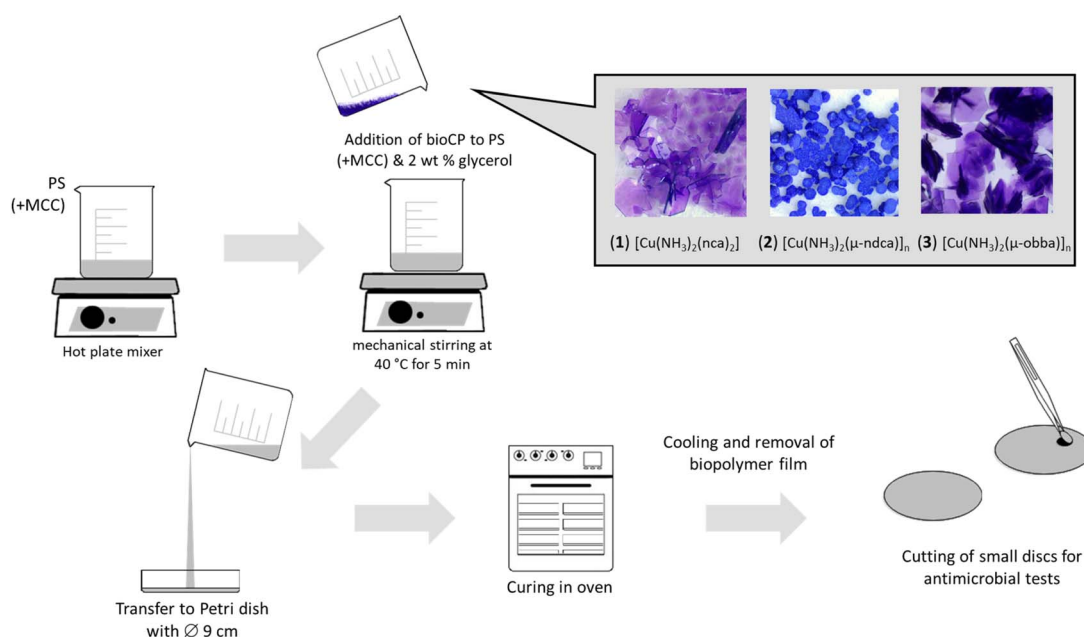 PS
(+MCC)
Hot plate mixer
Addition of bioCP to PS
(+MCC) & 2 wt % glycerol
mechanical stirring at
40 °C for 5 min
(1) [Cu(NH₃)₂(nca)₂]
(2) [Cu(NH₃)₂(μ-ndca)]ₙ
(3) [Cu(NH₃)₂(μ-obba)]ₙ
Transfer to Petri dish
with ∅ 9 cm
Curing in oven
Cooling and removal of
biopolymer film
Cutting of small discs for
antimicrobial tests